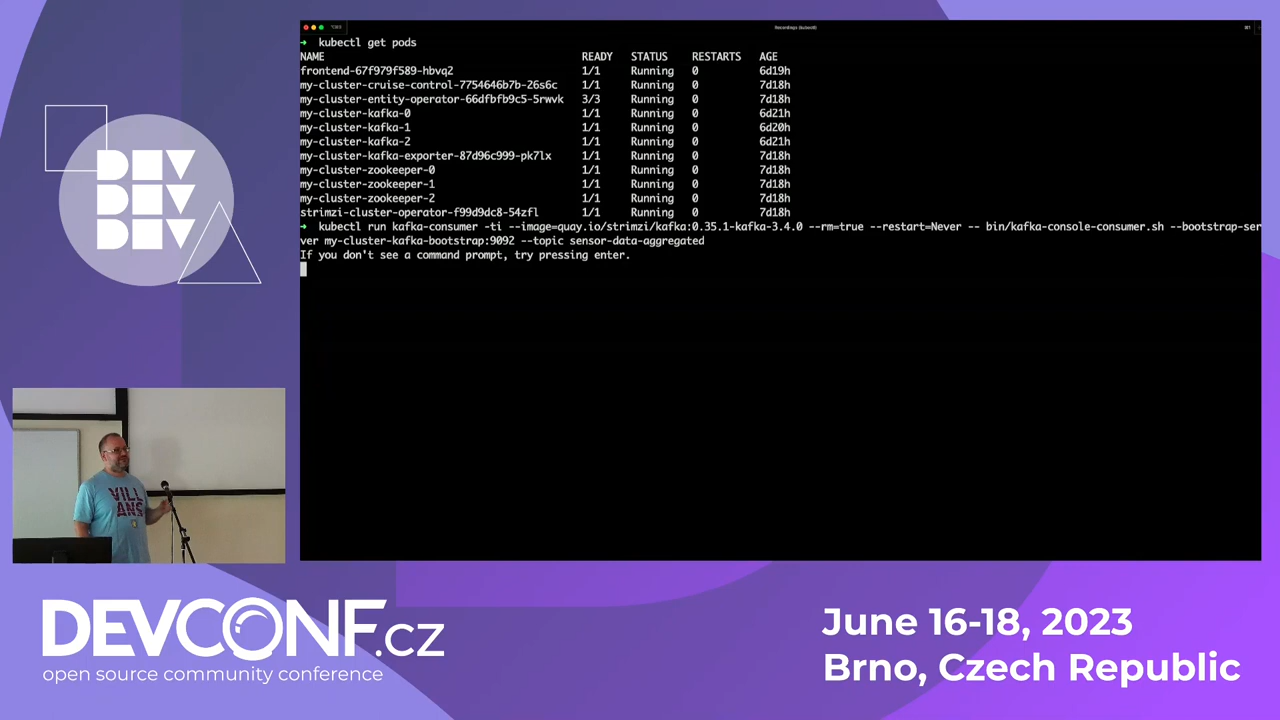 Recordings (kubectl)
➜ kubectl get pods
NAME READY STATUS RESTARTS AGE
frontend-67f979f589-hbvq2 1/1 Running 0 6d19h
my-cluster-cruise-control-7754646b7b-26s6c 1/1 Running 0 7d18h
my-cluster-entity-operator-66dfbfb9c5-5rwvk 3/3 Running 0 7d18h
my-cluster-kafka-0 1/1 Running 0 6d21h
my-cluster-kafka-1 1/1 Running 0 6d20h
my-cluster-kafka-2 1/1 Running 0 6d21h
my-cluster-kafka-exporter-87d96c999-pk7lx 1/1 Running 0 7d18h
my-cluster-zookeeper-0 1/1 Running 0 7d18h
my-cluster-zookeeper-1 1/1 Running 0 7d18h
my-cluster-zookeeper-2 1/1 Running 0 7d18h
strimzi-cluster-operator-f99d9dc8-54zfl 1/1 Running 0 7d18h
➜ kubectl run kafka-consumer -ti --image=quay.io/strimzi/kafka:0.35.1-kafka-3.4.0 --rm=true --restart=Never -- bin/kafka-console-consumer.sh --bootstrap-ser
ver my-cluster-kafka-bootstrap:9092 --topic sensor-data-aggregated
If you don't see a command prompt, try pressing enter.
DEV
DEV
DEV
VILL
ANS
DEVCONF.cz
open source community conference
June 16-18, 2023
Brno, Czech Republic